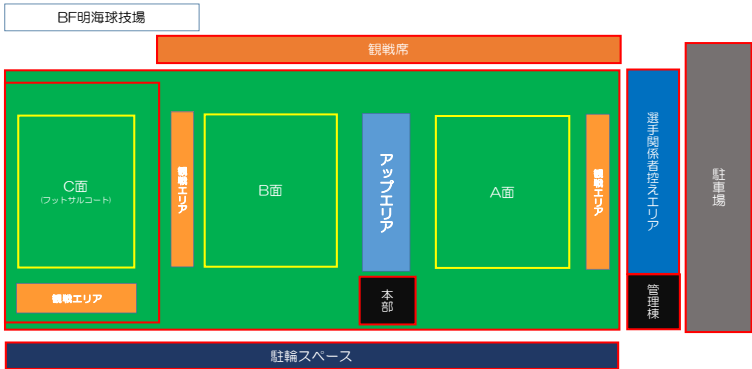 BF明海球技場
観戦席
C面
(フットサルコート)
観戦エリア
観戦エリア
B面
アップエリア
本部
A面
観戦エリア
選手関係者控えエリア
管理棟
駐車場
駐輪スペース